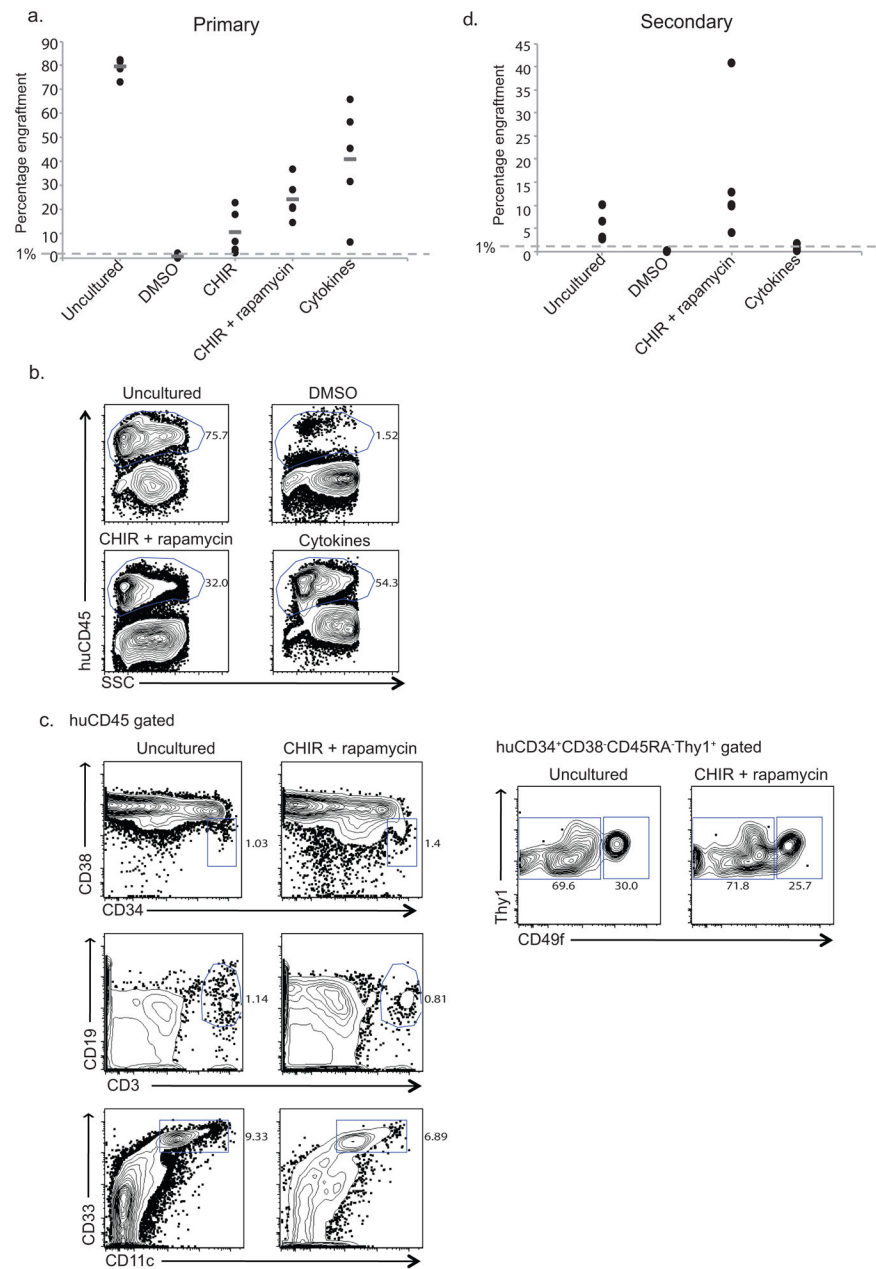 a.
Primary
Percentage engraftment
90
80
70
60
50
40
30
20
10
0
1%
Uncultured
DMSO
CHIR
CHIR + rapamycin
Cytokines
d.
Secondary
Percentage engraftment
45
40
35
30
25
20
15
10
5
0
1%
Uncultured
DMSO
CHIR + rapamycin
Cytokines
b.
Uncultured
75.7
DMSO
1.52
CHIR + rapamycin
32.0
Cytokines
54.3
huCD45
SSC
c. huCD45 gated
Uncultured
CHIR + rapamycin
1.03
1.4
CD38
CD34
1.14
0.81
CD19
CD3
9.33
6.89
CD33
CD11c
huCD34⁺CD38⁻CD45RA⁻Thy1⁺ gated
Uncultured
CHIR + rapamycin
69.6
30.0
71.8
25.7
Thy1
CD49f